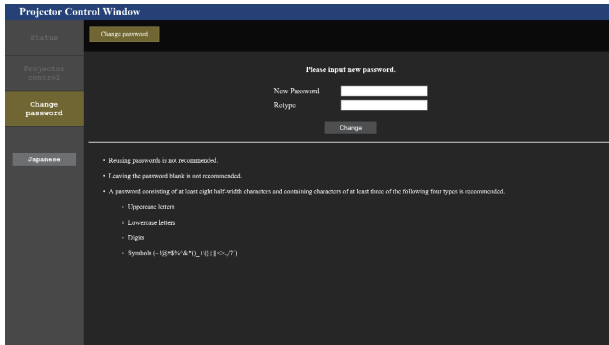 Projector Control Window
Status
Change password
Projector
control
Please input new password.
New Password
Retype
Change
password
Change
Japanese
• Reusing passwords is not recommended.
• Leaving the password blank is not recommended.
• A password consisting of at least eight half-width characters and containing characters of at least three of the following four types is recommended.
◦ Uppercase letters
◦ Lowercase letters
◦ Digits
◦ Symbols